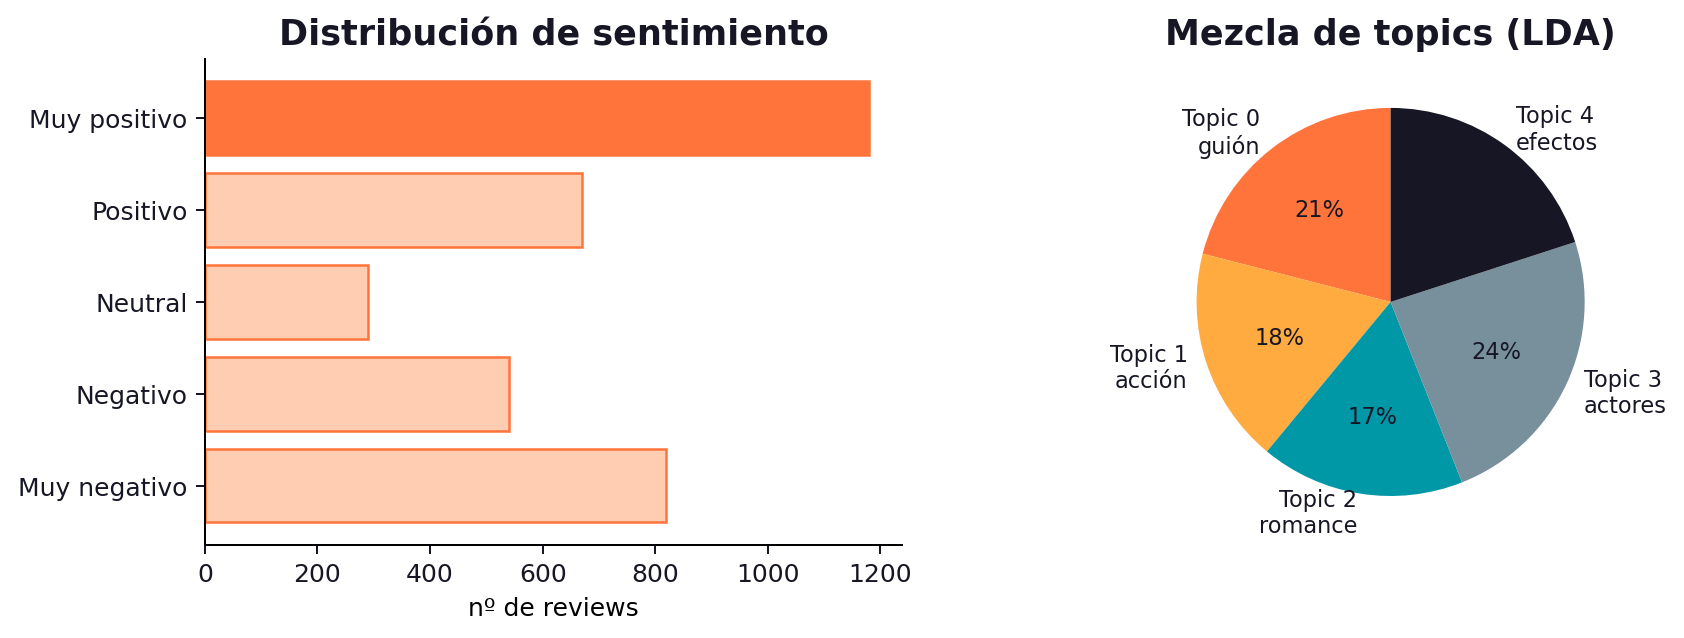 Distribución de sentimiento
Muy positivo
Positivo
Neutral
Negativo
Muy negativo
0 200 400 600 800 1000 1200
nº de reviews
Mezcla de topics (LDA)
Topic 0
guión
21%
Topic 1
acción
18%
Topic 2
romance
17%
Topic 3
actores
24%
Topic 4
efectos